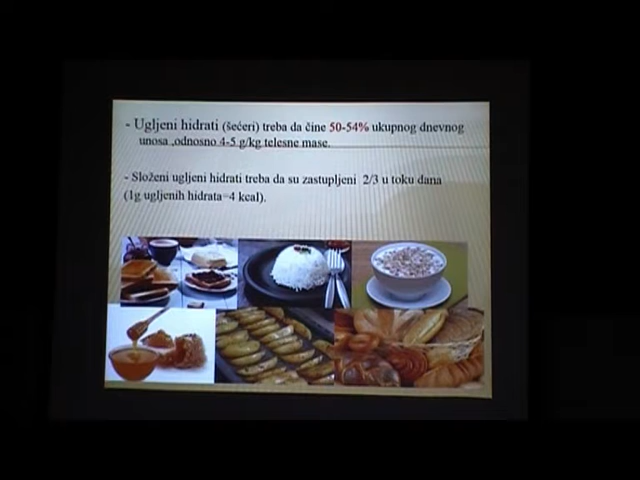 - Ugljeni hidrati (šećeri) treba da čine 50-54% ukupnog dnevnog
unosa ,odnosno 4-5 g/kg telesne mase.
- Složeni ugljeni hidrati treba da su zastupljeni 2/3 u toku dana
(1g ugljenih hidrata=4 kcal).